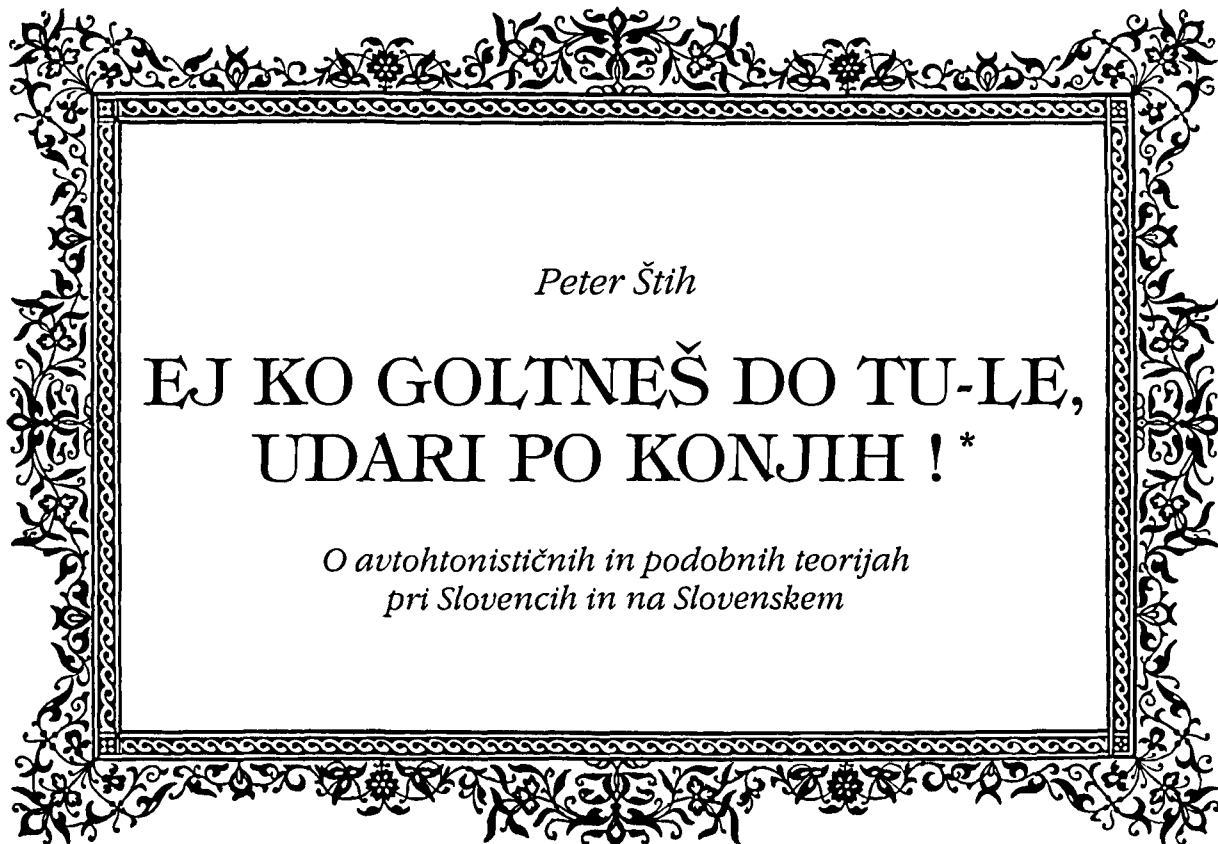 Peter Štih
EJ KO GOLTNEŠ DO TU-LE,
UDARI PO KONJIH ! *
O avtohtonističnih in podobnih teorijah
pri Slovencih in na Slovenskem